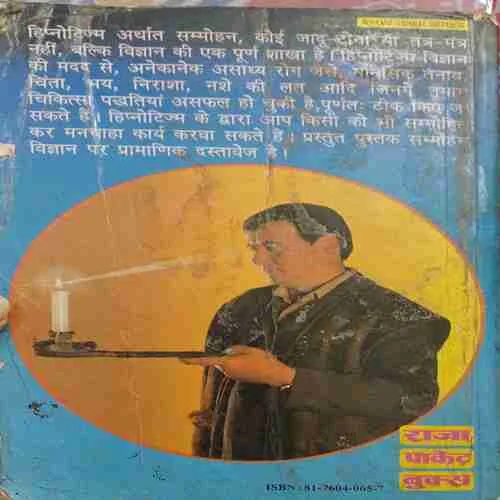 हिप्नोटिज्म अर्थात सम्मोहन, कोई जादू टोना या तंत्र-मंत्र
नहीं, बल्कि विज्ञान की एक पूर्ण शाखा है। हिप्नोटिज्म विज्ञान
की मदद से, अनेकानेक असाध्य रोग जैसे, मानसिक तनाव,
चिंता, भय, निराशा, नशे की लत आदि जिनमें तमाम
चिकित्सा पद्धतियां असफल हो चुकी है, पूर्णतः ठीक किए जा
सकते हैं। हिप्नोटिज्म के द्वारा आप किसी को भी सम्मोहित
कर मनचाहा कार्य करवा सकते हैं। प्रस्तुत पुस्तक सम्मोहन
विज्ञान पर प्रामाणिक दस्तावेज है।
राजा
पाकेट
बुक्स
ISBN : 81-7604-065-7